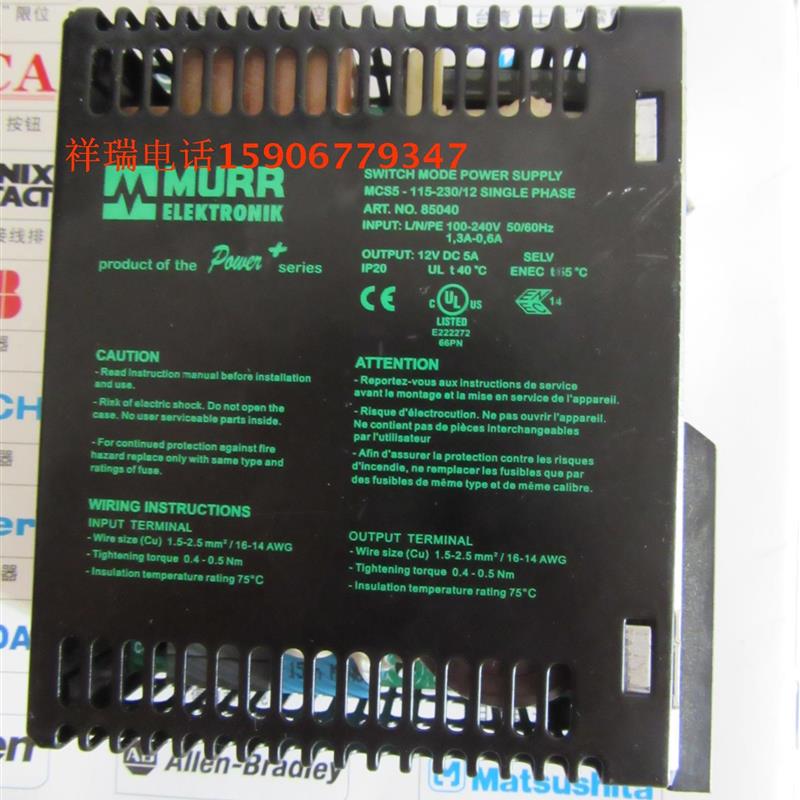 限位
CA
按钮
祥瑞电话15906779347
NIX
TACT
接线排
MURR
ELEKTRONIK
product of the Power+ series
SWITCH MODE POWER SUPPLY
MCS5 - 115-230/12 SINGLE PHASE
ART. NO. 85040
INPUT: L/N/PE 100-240V 50/60Hz
1,3A-0,6A
OUTPUT: 12V DC 5A SELV
IP20 UL t 40 °C ENEC t 55 °C
CE
C UL US
LISTED
E222272
66PN
14
CAUTION
- Read Instruction manual before installation
and use.
- Risk of electric shock. Do not open the
case. No user serviceable parts inside.
- For continued protection against fire
hazard replace only with same type and
ratings of fuse.
ATTENTION
- Reportez-vous aux instructions de service
avant le montage et la mise en service de l'appareil.
- Risque d'électrocution. Ne pas ouvrir l'appareil.
Ne contient pas de pièces interchangeables
par l'utilisateur
- Afin d'assurer la protection contre les risques
d'incendie, ne remplacer les fusibles que par
des fusibles de même type et de même calibre.
WIRING INSTRUCTIONS
INPUT TERMINAL
- Wire size (Cu) 1.5-2.5 mm² / 16-14 AWG
- Tightening torque 0.4 - 0.5 Nm
- Insulation temperature rating 75°C
OUTPUT TERMINAL
- Wire size (Cu) 1.5-2.5 mm² / 16-14 AWG
- Tightening torque 0.4 - 0.5 Nm
- Insulation temperature rating 75°C
B
CH
器
er
器
DA
en
AB Allen-Bradley
Matsushita